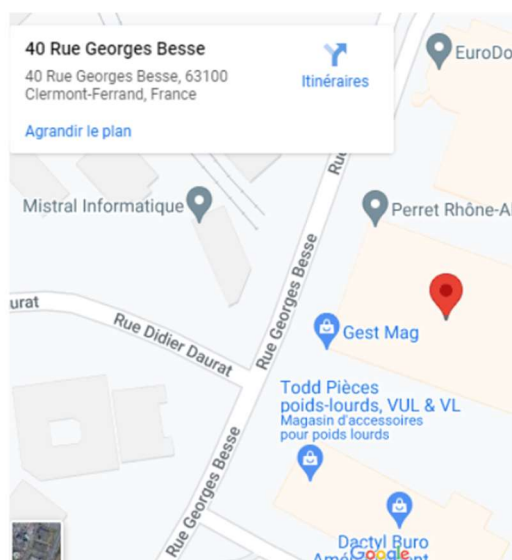 40 Rue Georges Besse
40 Rue Georges Besse, 63100
Clermont-Ferrand, France
Itinéraires
Agrandir le plan
EuroDo
Rue
Mistral Informatique
Perret Rhône-Al
urat
Rue Didier Daurat
Rue Georges Besse
Gest Mag
Todd Pièces
poids-lourds, VUL & VL
Magasin d'accessoires
pour poids lourds
Rue Georges Besse
Dactyl Buro
Google